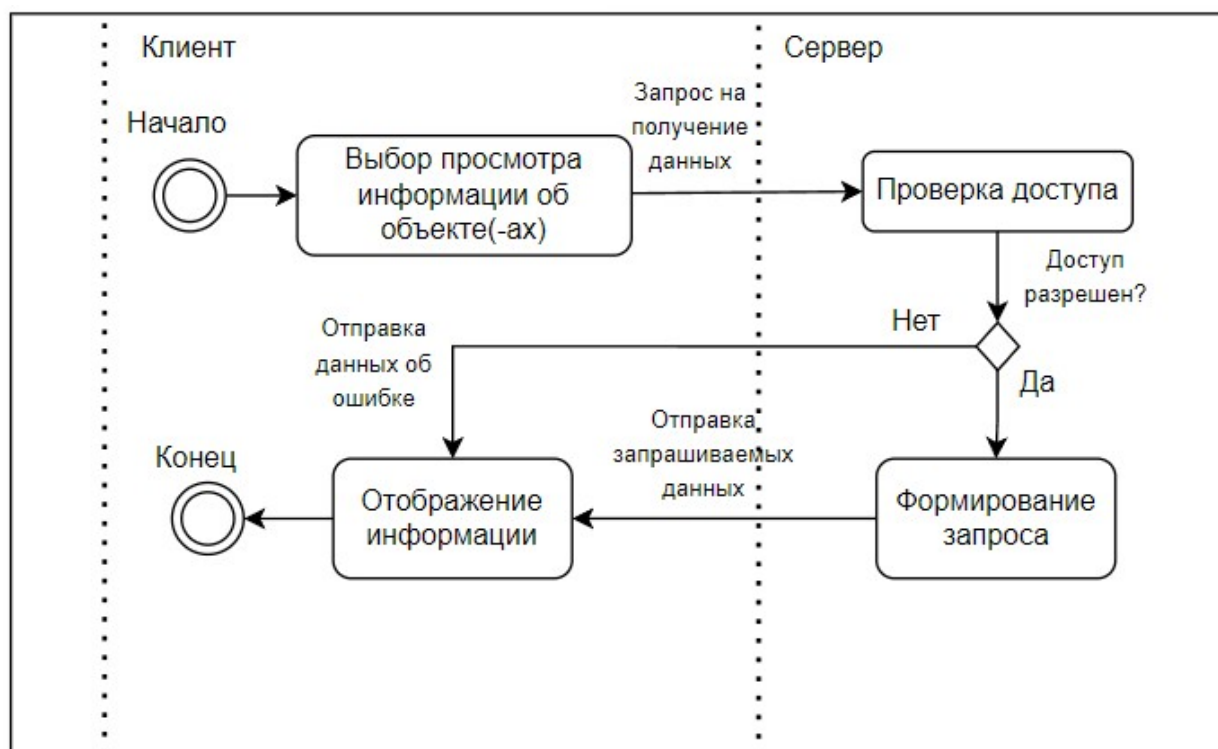 Клиент
Сервер
Начало
Выбор просмотра
информации об
объекте(-ах)
Запрос на
получение
данных
Проверка доступа
Доступ
разрешен?
Нет
Да
Отправка
данных об
ошибке
Отправка
запрашиваемых
данных
Формирование
запроса
Отображение
информации
Конец